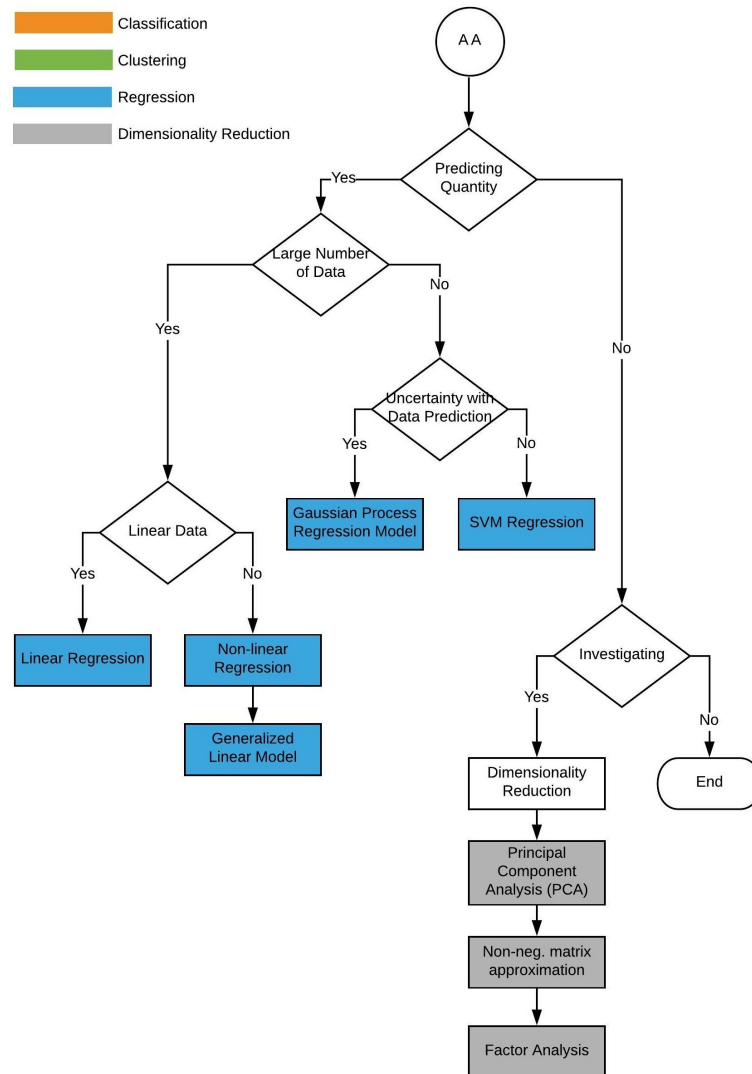 Classification
Clustering
Regression
Dimensionality Reduction
A A
Predicting
Quantity
Yes
No
Large Number
of Data
Yes
No
Uncertainty with
Data Prediction
Yes
No
Gaussian Process
Regression Model
SVM Regression
Linear Data
Yes
No
Linear Regression
Non-linear
Regression
Generalized
Linear Model
Investigating
Yes
No
Dimensionality
Reduction
End
Principal
Component
Analysis (PCA)
Non-neg. matrix
approximation
Factor Analysis